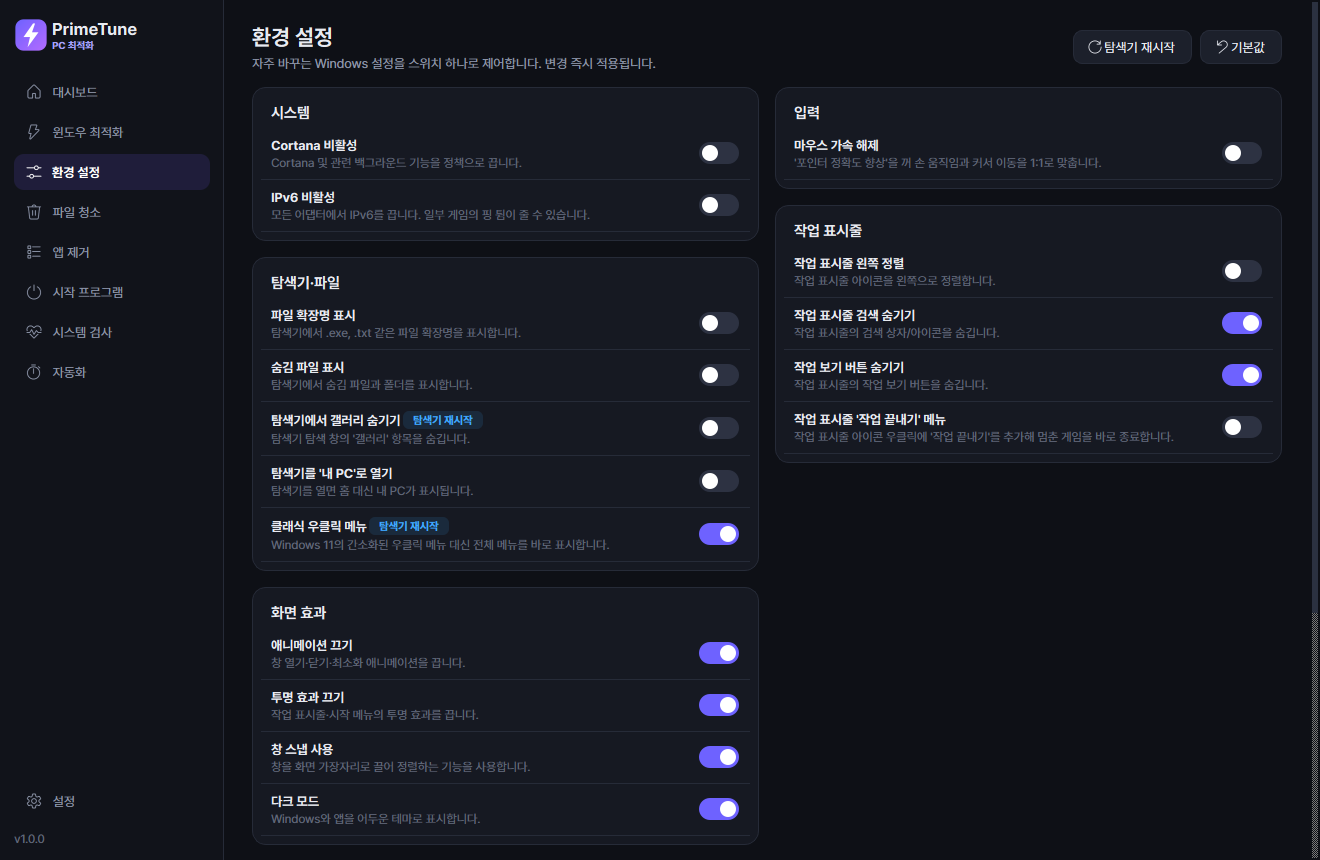 PrimeTune
PC 최적화
대시보드
윈도우 최적화
환경 설정
파일 청소
앱 제거
시작 프로그램
시스템 검사
자동화
설정
v1.0.0
환경 설정
자주 바꾸는 Windows 설정을 스위치 하나로 제어합니다. 변경 즉시 적용됩니다.
탐색기 재시작
기본값
시스템
Cortana 비활성
Cortana 및 관련 백그라운드 기능을 정책으로 끕니다.
IPv6 비활성
모든 어댑터에서 IPv6를 끕니다. 일부 게임의 핑 튐이 줄 수 있습니다.
탐색기·파일
파일 확장명 표시
탐색기에서 .exe, .txt 같은 파일 확장명을 표시합니다.
숨김 파일 표시
탐색기에서 숨김 파일과 폴더를 표시합니다.
탐색기에서 갤러리 숨기기 탐색기 재시작
탐색기 탐색 창의 '갤러리' 항목을 숨깁니다.
탐색기를 '내 PC'로 열기
탐색기를 열면 홈 대신 내 PC가 표시됩니다.
클래식 우클릭 메뉴 탐색기 재시작
Windows 11의 간소화된 우클릭 메뉴 대신 전체 메뉴를 바로 표시합니다.
화면 효과
애니메이션 끄기
창 열기·닫기·최소화 애니메이션을 끕니다.
투명 효과 끄기
작업 표시줄·시작 메뉴의 투명 효과를 끕니다.
창 스냅 사용
창을 화면 가장자리로 끌어 정렬하는 기능을 사용합니다.
다크 모드
Windows와 앱을 어두운 테마로 표시합니다.
입력
마우스 가속 해제
'포인터 정확도 향상'을 꺼 손 움직임과 커서 이동을 1:1로 맞춥니다.
작업 표시줄
작업 표시줄 왼쪽 정렬
작업 표시줄 아이콘을 왼쪽으로 정렬합니다.
작업 표시줄 검색 숨기기
작업 표시줄의 검색 상자/아이콘을 숨깁니다.
작업 보기 버튼 숨기기
작업 표시줄의 작업 보기 버튼을 숨깁니다.
작업 표시줄 '작업 끝내기' 메뉴
작업 표시줄 아이콘 우클릭에 '작업 끝내기'를 추가해 멈춘 게임을 바로 종료합니다.